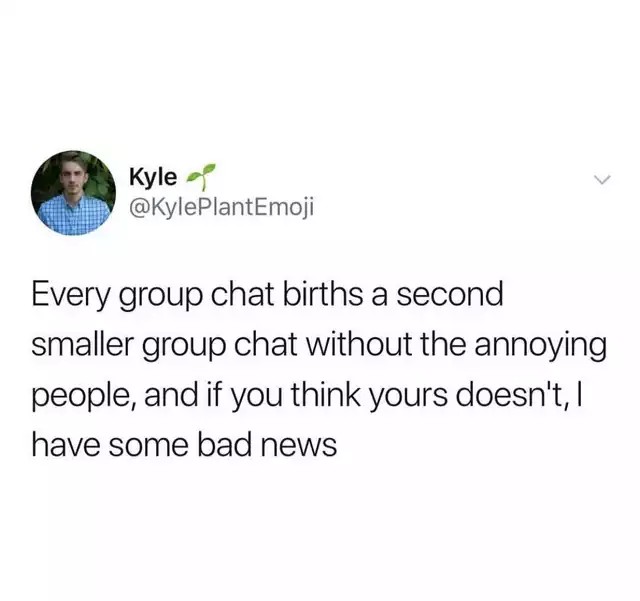 Kyle 🌱
@KylePlantEmoji
Every group chat births a second
smaller group chat without the annoying
people, and if you think yours doesn't, I
have some bad news